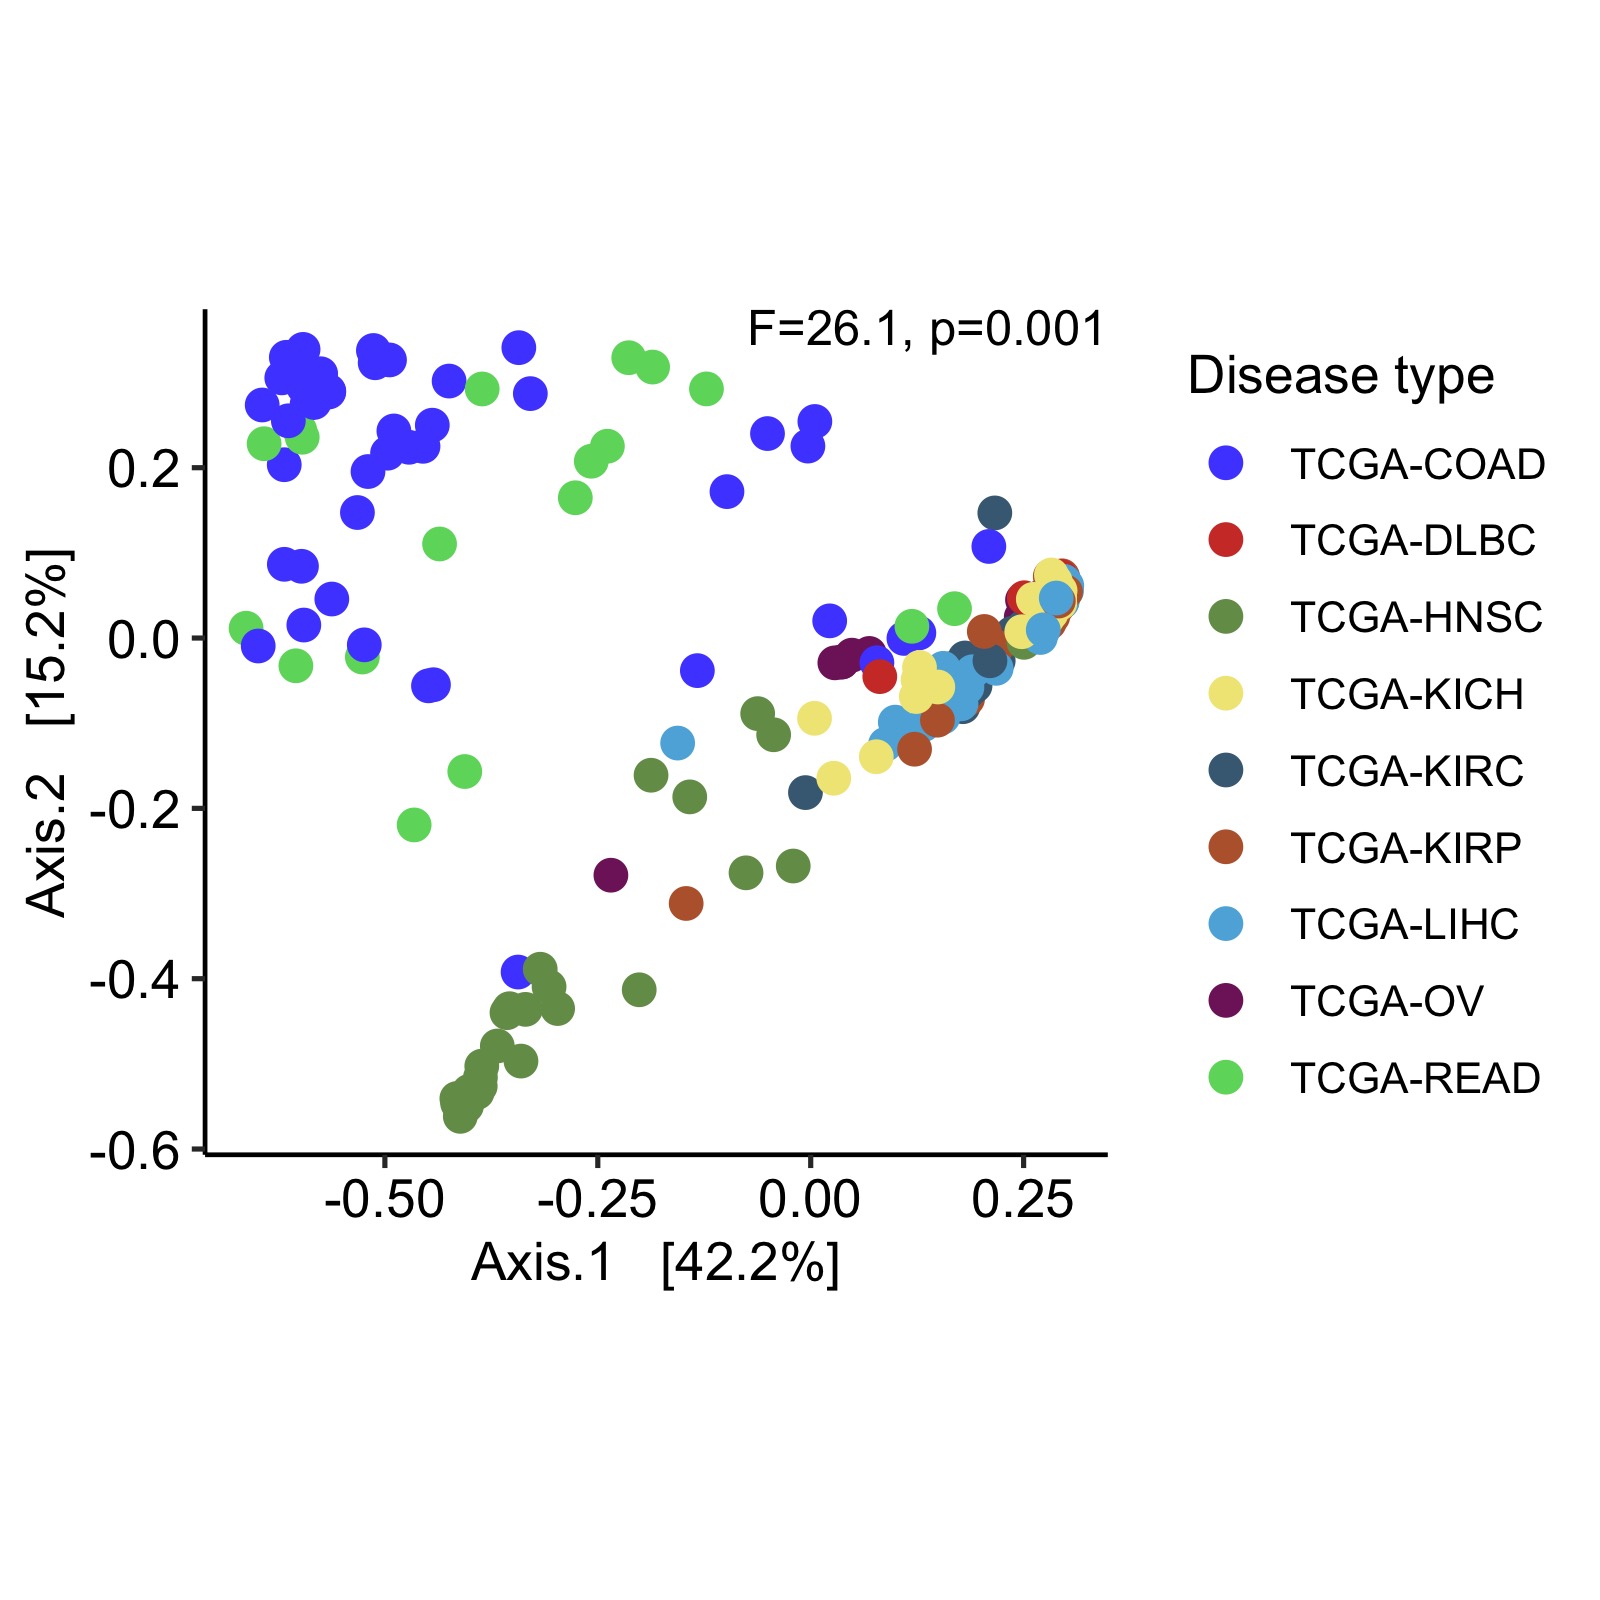 F=26.1, p=0.001
Disease type
TCGA-COAD
TCGA-DLBC
TCGA-HNSC
TCGA-KICH
TCGA-KIRC
TCGA-KIRP
TCGA-LIHC
TCGA-OV
TCGA-READ
Axis.2 [15.2%]
0.2
0.0
-0.2
-0.4
-0.6
-0.50 -0.25 0.00 0.25
Axis.1 [42.2%]